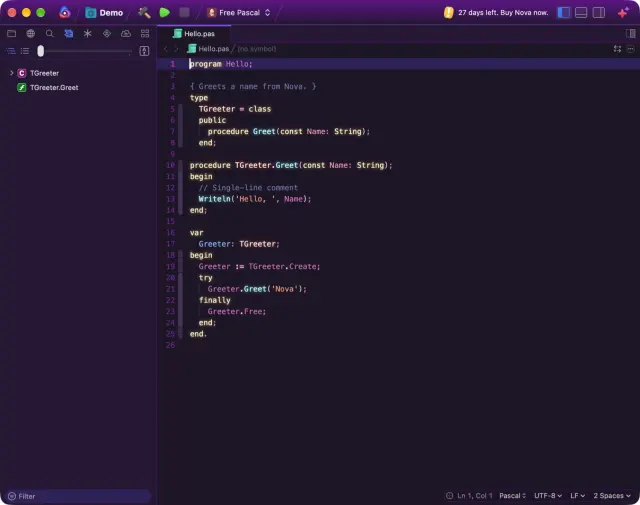 Demo
Free Pascal
27 days left. Buy Nova now.
Hello.pas
Hello.pas (no symbol)
TGreeter
TGreeter.Greet
1 program Hello;
2
3 { Greets a name from Nova. }
4 type
5   TGreeter = class
6   public
7     procedure Greet(const Name: String);
8   end;
9
10 procedure TGreeter.Greet(const Name: String);
11 begin
12   // Single-line comment
13   Writeln('Hello, ', Name);
14 end;
15
16 var
17   Greeter: TGreeter;
18 begin
19   Greeter := TGreeter.Create;
20   try
21     Greeter.Greet('Nova');
22   finally
23     Greeter.Free;
24   end;
25 end.
26
Filter
Ln 1, Col 1 Pascal UTF-8 LF 2 Spaces